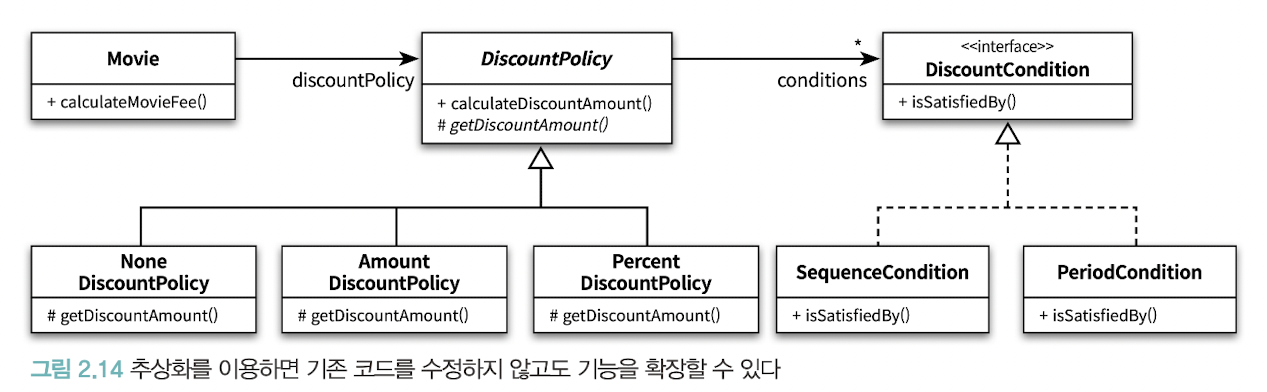 Movie
+ calculateMovieFee()
discountPolicy
DiscountPolicy
+ calculateDiscountAmount()
# getDiscountAmount()
*
conditions
<<interface>>
DiscountCondition
+ isSatisfiedBy()
None
DiscountPolicy
# getDiscountAmount()
Amount
DiscountPolicy
# getDiscountAmount()
Percent
DiscountPolicy
# getDiscountAmount()
SequenceCondition
+ isSatisfiedBy()
PeriodCondition
+ isSatisfiedBy()
그림 2.14 추상화를 이용하면 기존 코드를 수정하지 않고도 기능을 확장할 수 있다